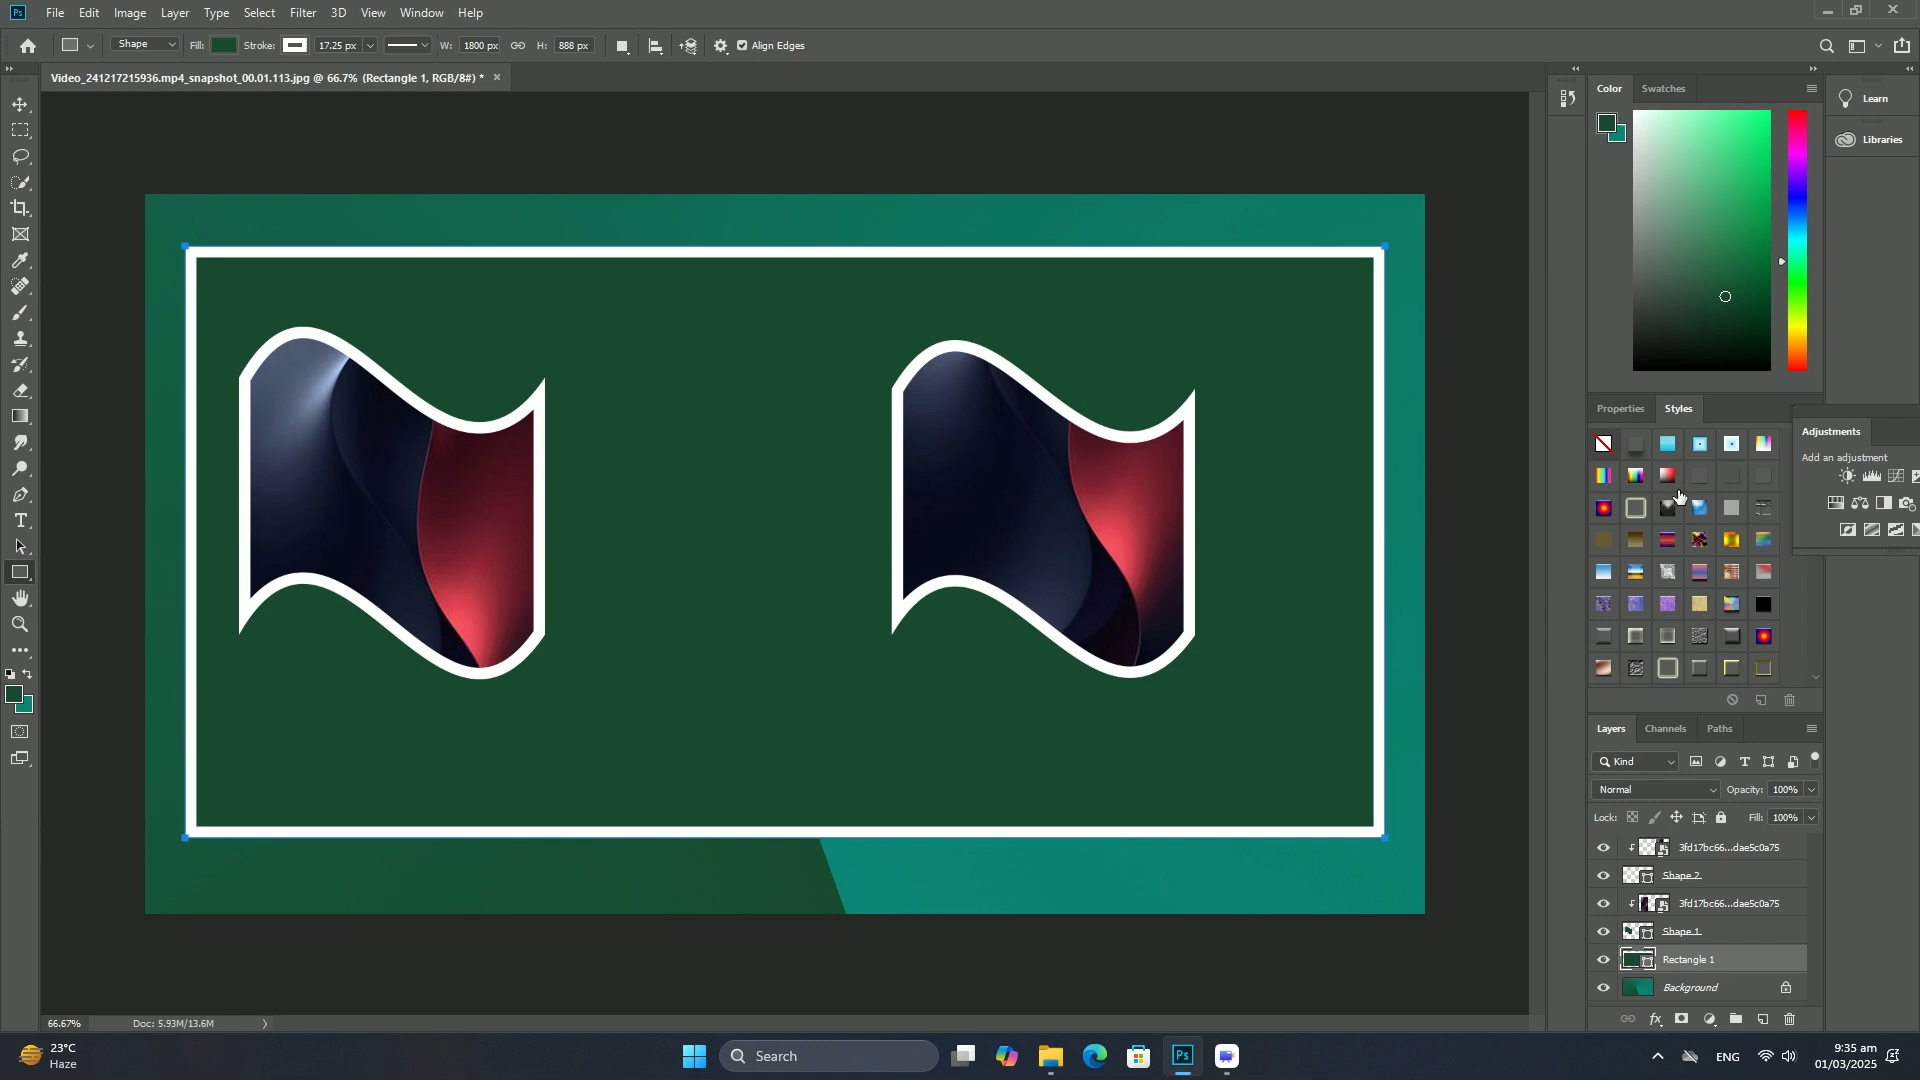 Ps File Edit Image Layer Type Select Filter 3D View Window Help
Shape Fill: Stroke: 17.25 px W: 1800 px H: 888 px Align Edges
Video_241217215936.mp4_snapshot_00.01.113.jpg @ 66.7% (Rectangle 1, RGB/8#) *
Color Swatches
Learn
Libraries
Properties Styles
Adjustments
Add an adjustment
Layers Channels Paths
Kind
Normal Opacity: 100%
Lock: Fill: 100%
3fd17bc66...dae5c0a75
Shape 2
3fd17bc66...dae5c0a75
Shape 1
Rectangle 1
Background
fx
66.67% Doc: 5.93M/13.6M
23°C
Haze
Search
Ps
ENG
9:35 am
01/03/2025